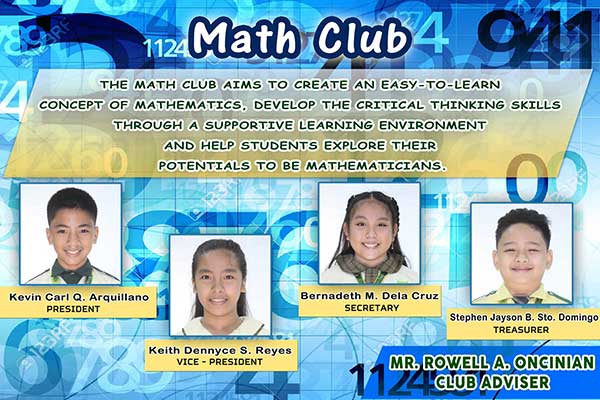 Math Club
THE MATH CLUB AIMS TO CREATE AN EASY-TO-LEARN
CONCEPT OF MATHEMATICS, DEVELOP THE CRITICAL THINKING SKILLS
THROUGH A SUPPORTIVE LEARNING ENVIRONMENT
AND HELP STUDENTS EXPLORE THEIR
POTENTIALS TO BE MATHEMATICIANS.
Kevin Carl Q. Arquillano
PRESIDENT
Keith Dennyce S. Reyes
VICE - PRESIDENT
Bernadeth M. Dela Cruz
SECRETARY
Stephen Jayson B. Sto. Domingo
TREASURER
MR. ROWELL A. ONCINIAN
CLUB ADVISER